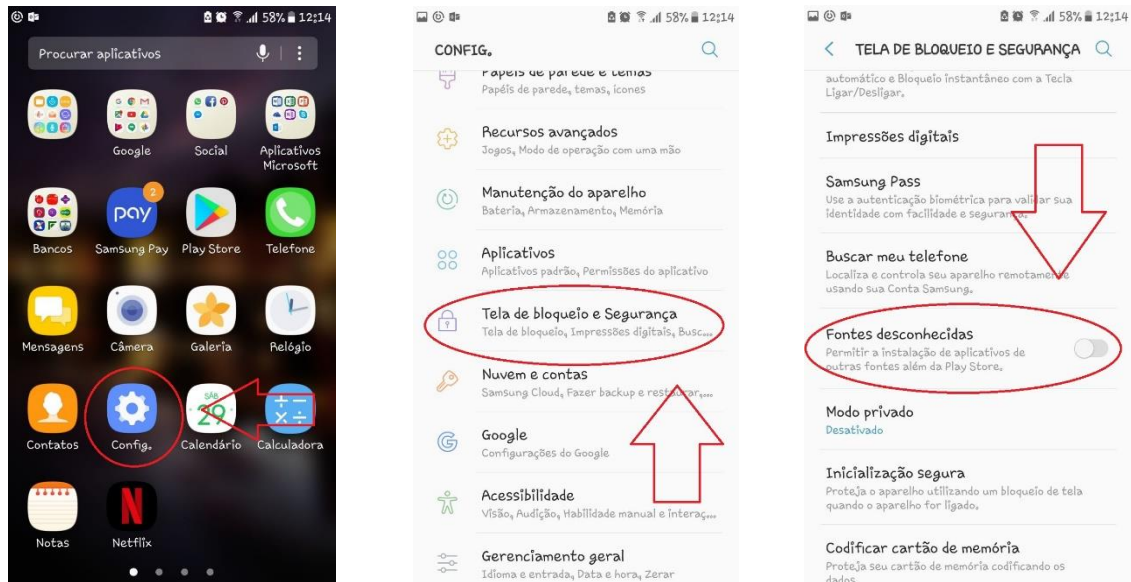 58% 12:14
Procurar aplicativos
Google
Social
Aplicativos
Microsoft
pay
2
Bancos
Samsung Pay
Play Store
Telefone
Mensagens
Câmera
Galeria
Relógio
SÁB
29
Contatos
Config.
Calendário
Calculadora
Notas
Netflix
58% 12:14
CONFIG.
Papéis de parede e temas
Papéis de parede, temas, ícones
Recursos avançados
Jogos, Modo de operação com uma mão
Manutenção do aparelho
Bateria, Armazenamento, Memória
Aplicativos
Aplicativos padrão, Permissões do aplicativo
Tela de bloqueio e Segurança
Tela de bloqueio, Impressões digitais, Busc...
Nuvem e contas
Samsung Cloud, Fazer backup e restaurar,...
Google
Configurações do Google
Acessibilidade
Visão, Audição, Habilidade manual e interaç...
Gerenciamento geral
Idioma e entrada, Data e hora, Zerar
58% 12:14
TELA DE BLOQUEIO E SEGURANÇA
automático e Bloqueio instantâneo com a Tecla
Ligar/Desligar.
Impressões digitais
Samsung Pass
Use a autenticação biométrica para validar sua
identidade com facilidade e segurança.
Buscar meu telefone
Localiza e controla seu aparelho remotamente
usando sua Conta Samsung.
Fontes desconhecidas
Permitir a instalação de aplicativos de
outras fontes além da Play Store.
Modo privado
Desativado
Inicialização segura
Proteja o aparelho utilizando um bloqueio de tela
quando o aparelho for ligado.
Codificar cartão de memória
Proteja seu cartão de memória codificando os
dados.